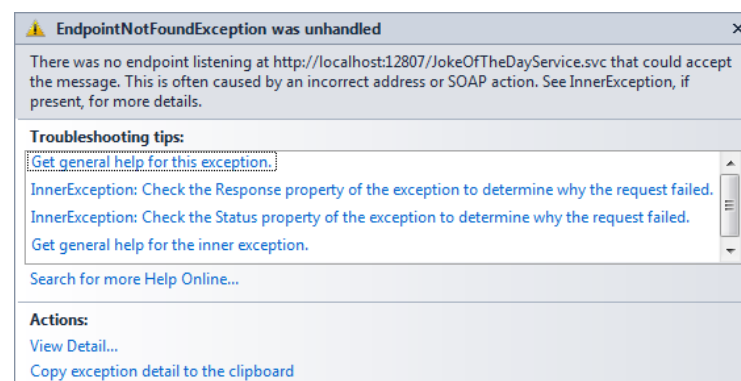 EndpointNotFoundException was unhandled
There was no endpoint listening at http://localhost:12807/JokeOfTheDayService.svc that could accept
the message. This is often caused by an incorrect address or SOAP action. See InnerException, if
present, for more details.
Troubleshooting tips:
Get general help for this exception.
InnerException: Check the Response property of the exception to determine why the request failed.
InnerException: Check the Status property of the exception to determine why the request failed.
Get general help for the inner exception.
Search for more Help Online...
Actions:
View Detail...
Copy exception detail to the clipboard